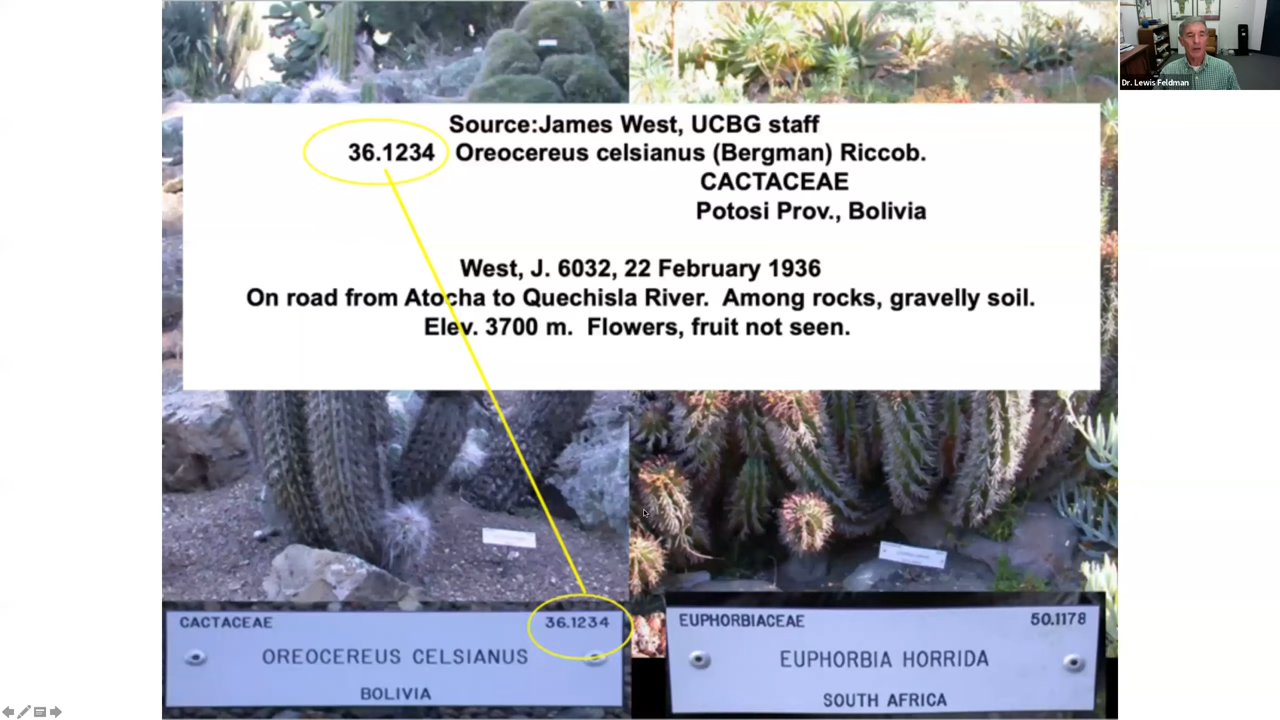 Dr. Lewis Feldman
Source:James West, UCBG staff
36.1234 Oreocereus celsianus (Bergman) Riccob.
CACTACEAE
Potosi Prov., Bolivia
West, J. 6032, 22 February 1936
On road from Atocha to Quechisla River. Among rocks, gravelly soil.
Elev. 3700 m. Flowers, fruit not seen.
CACTACEAE 36.1234
OREOCEREUS CELSIANUS
BOLIVIA
EUPHORBIACEAE 50.1178
EUPHORBIA HORRIDA
SOUTH AFRICA